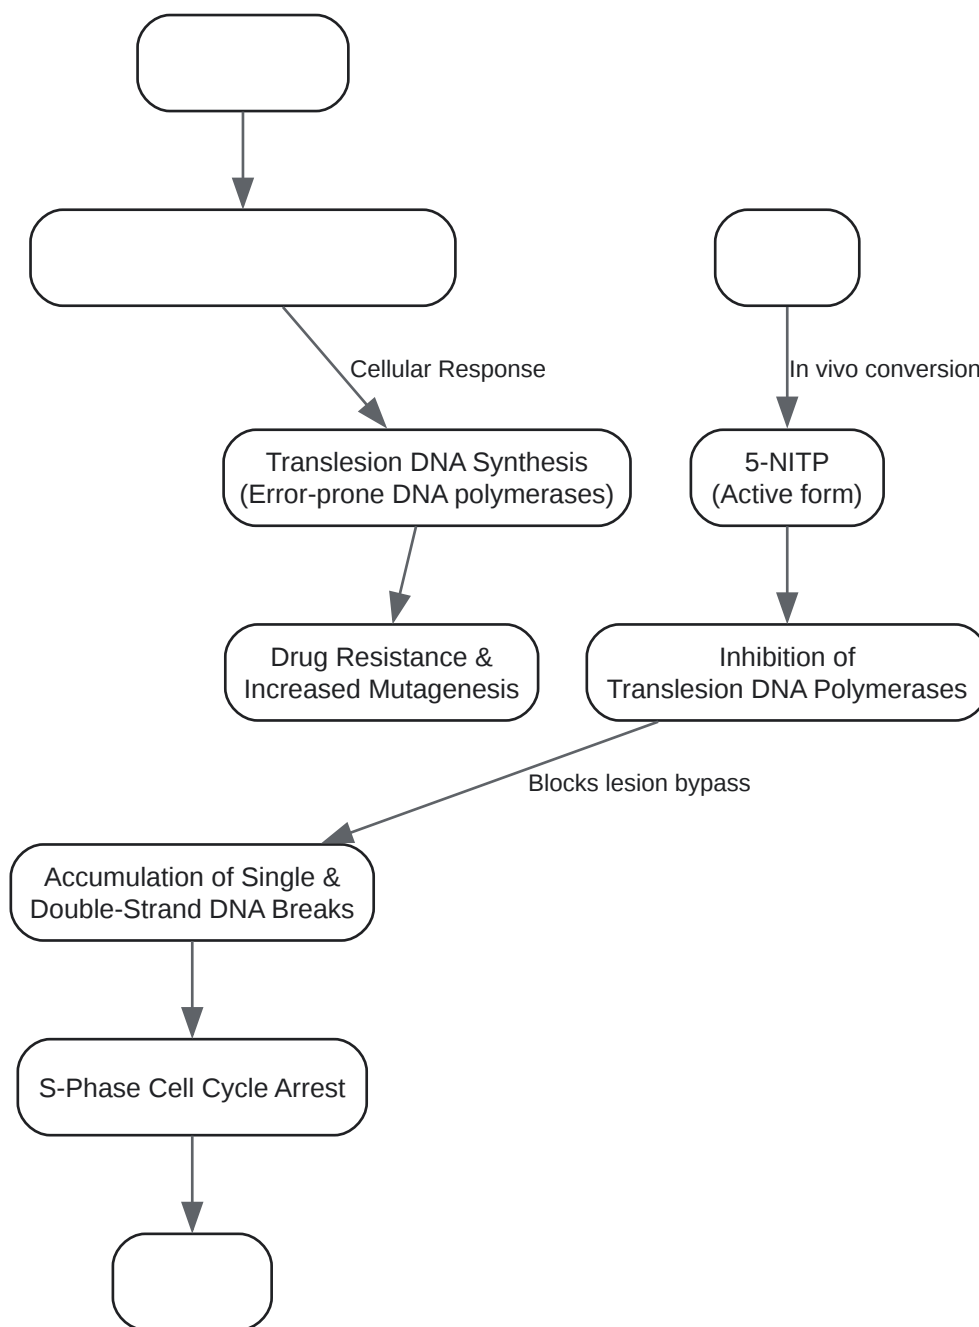 Cellular Response
In vivo conversion
Translesion DNA Synthesis
(Error-prone DNA polymerases)
5-NITP
(Active form)
Drug Resistance &
Increased Mutagenesis
Inhibition of
Translesion DNA Polymerases
Blocks lesion bypass
Accumulation of Single &
Double-Strand DNA Breaks
S-Phase Cell Cycle Arrest